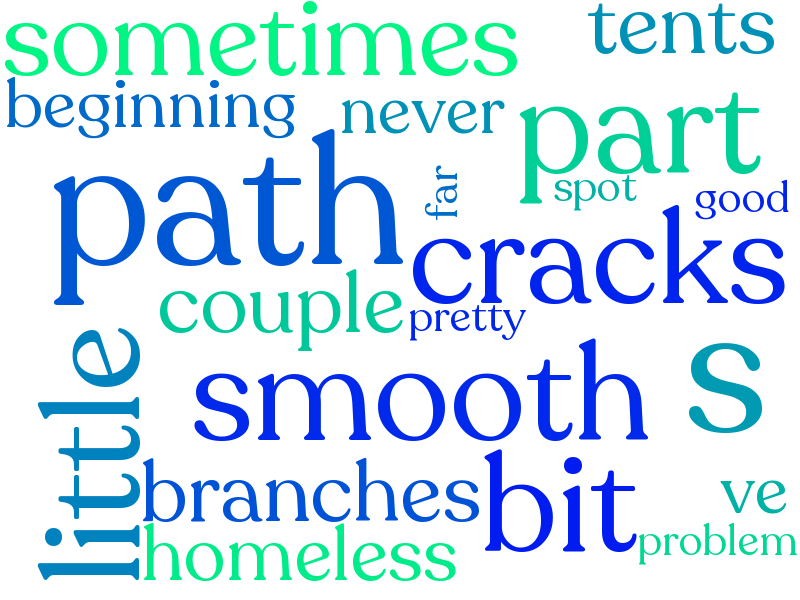 sometimes
tents
beginning
never
part
path
far
spot
good
cracks
couple
pretty
little
smooth
s
branches
bit
ve
homeless
problem